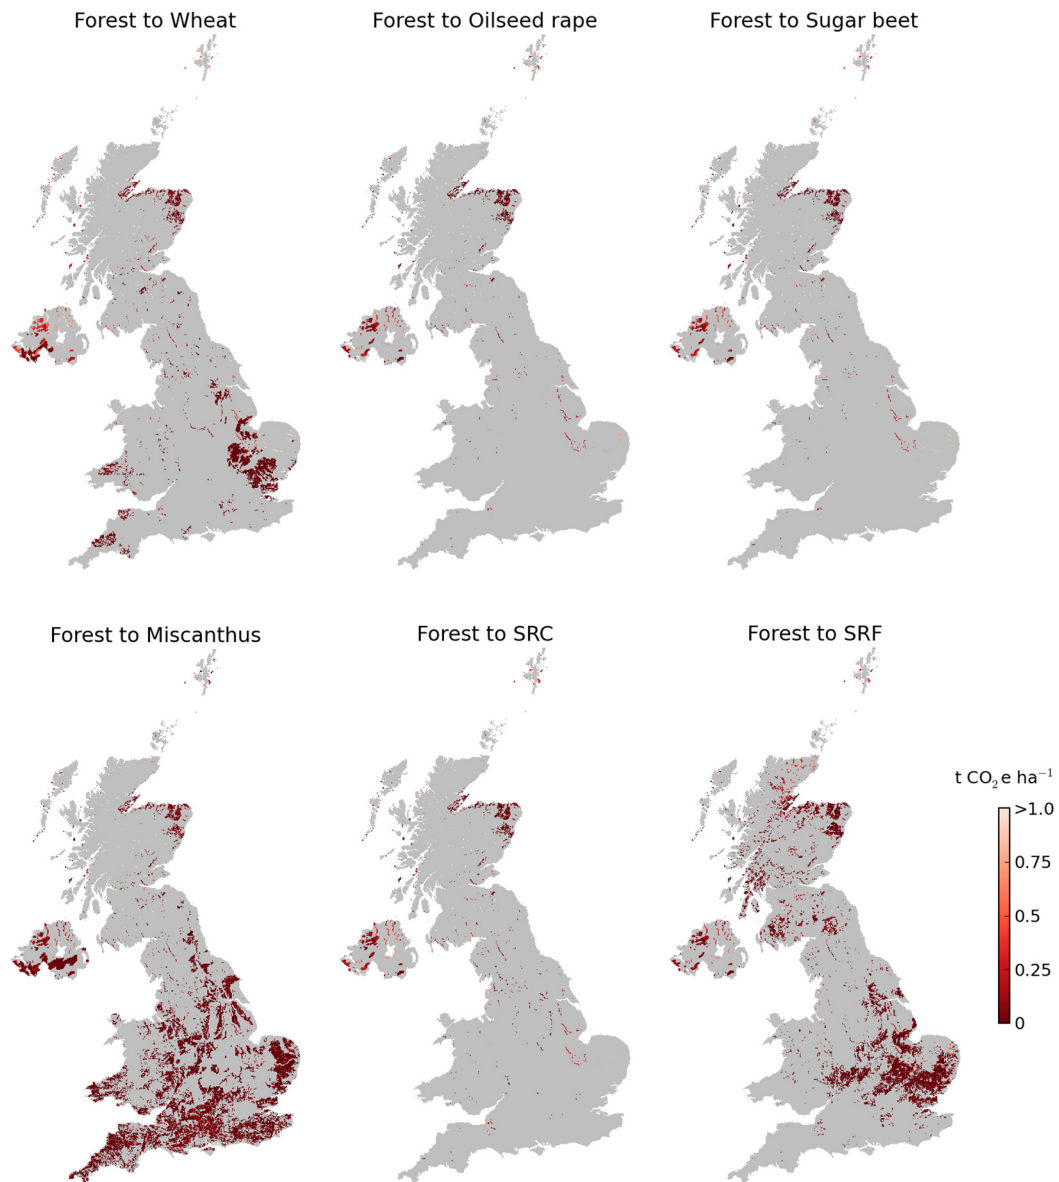 Forest to Wheat
Forest to Oilseed rape
Forest to Sugar beet
Forest to Miscanthus
Forest to SRC
Forest to SRF
t CO₂e ha⁻¹
>1.0
0.75
0.5
0.25
0